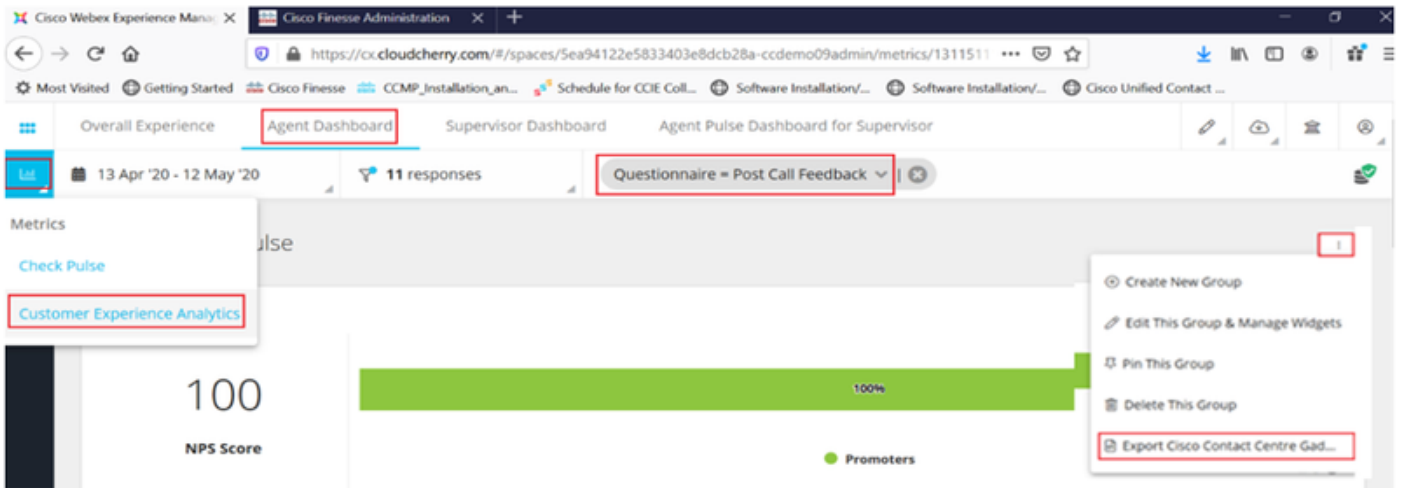 Cisco Webex Experience Manag
Cisco Finesse Administration
https://cx.cloudcherry.com/#/spaces/5ea94122e5833403e8dcb28a-ccdemo09admin/metrics/1311511
Most Visited
Getting Started
Cisco Finesse
CCMP_Installation_an...
Schedule for CCIE Coll...
Software Installation/...
Software Installation/...
Cisco Unified Contact ...
Overall Experience
Agent Dashboard
Supervisor Dashboard
Agent Pulse Dashboard for Supervisor
13 Apr '20 - 12 May '20
11 responses
Questionnaire = Post Call Feedback
Metrics
Check Pulse
Customer Experience Analytics
ulse
Create New Group
Edit This Group & Manage Widgets
Pin This Group
Delete This Group
Export Cisco Contact Centre Gad...
100
NPS Score
100%
Promoters